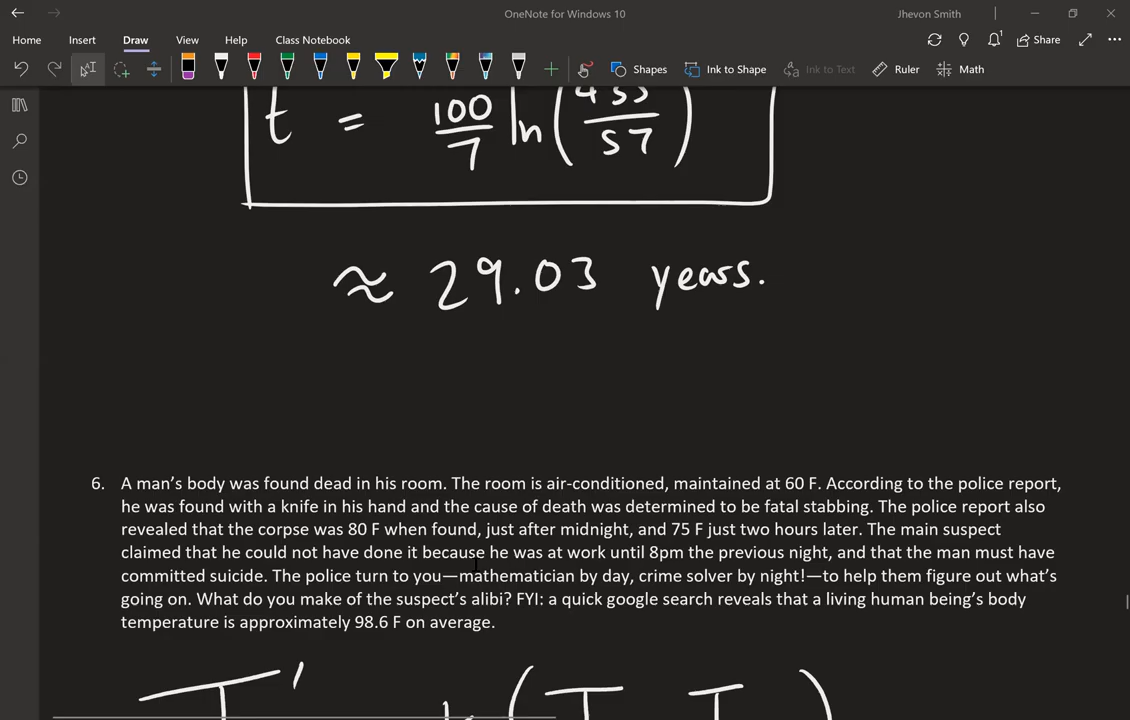 OneNote for Windows 10
Jhevon Smith
Home Insert Draw View Help Class Notebook
Share
Shapes Ink to Shape Ink to Text Ruler Math
t = 100/7 ln(455/57)
≈ 29.03 years.
6. A man's body was found dead in his room. The room is air-conditioned, maintained at 60 F. According to the police report,
he was found with a knife in his hand and the cause of death was determined to be fatal stabbing. The police report also
revealed that the corpse was 80 F when found, just after midnight, and 75 F just two hours later. The main suspect
claimed that he could not have done it because he was at work until 8pm the previous night, and that the man must have
committed suicide. The police turn to you—mathematician by day, crime solver by night!—to help them figure out what's
going on. What do you make of the suspect's alibi? FYI: a quick google search reveals that a living human being's body
temperature is approximately 98.6 F on average.